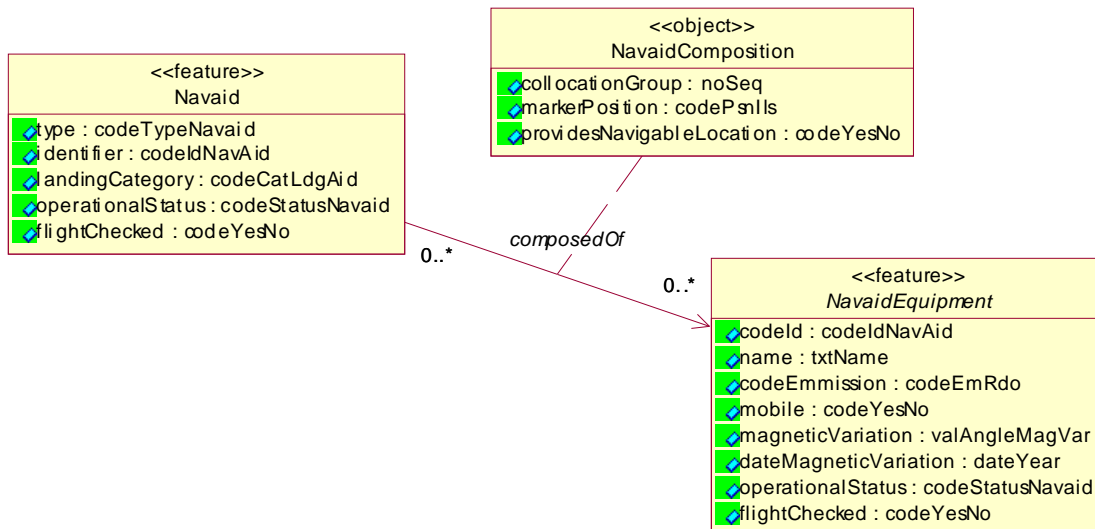 <<object>>
NavaidComposition
collocationGroup : noSeq
markerPosition : codePsnIls
providesNavigableLocation : codeYesNo
<<feature>>
Navaid
type : codeTypeNavaid
identifier : codeIdNavAid
landingCategory : codeCatLdgAid
operationalStatus : codeStatusNavaid
flightChecked : codeYesNo
composedOf
0..*
0..*
<<feature>>
NavaidEquipment
codeId : codeIdNavAid
name : txtName
codeEmmission : codeEmRdo
mobile : codeYesNo
magneticVariation : valAngleMagVar
dateMagneticVariation : dateYear
operationalStatus : codeStatusNavaid
flightChecked : codeYesNo